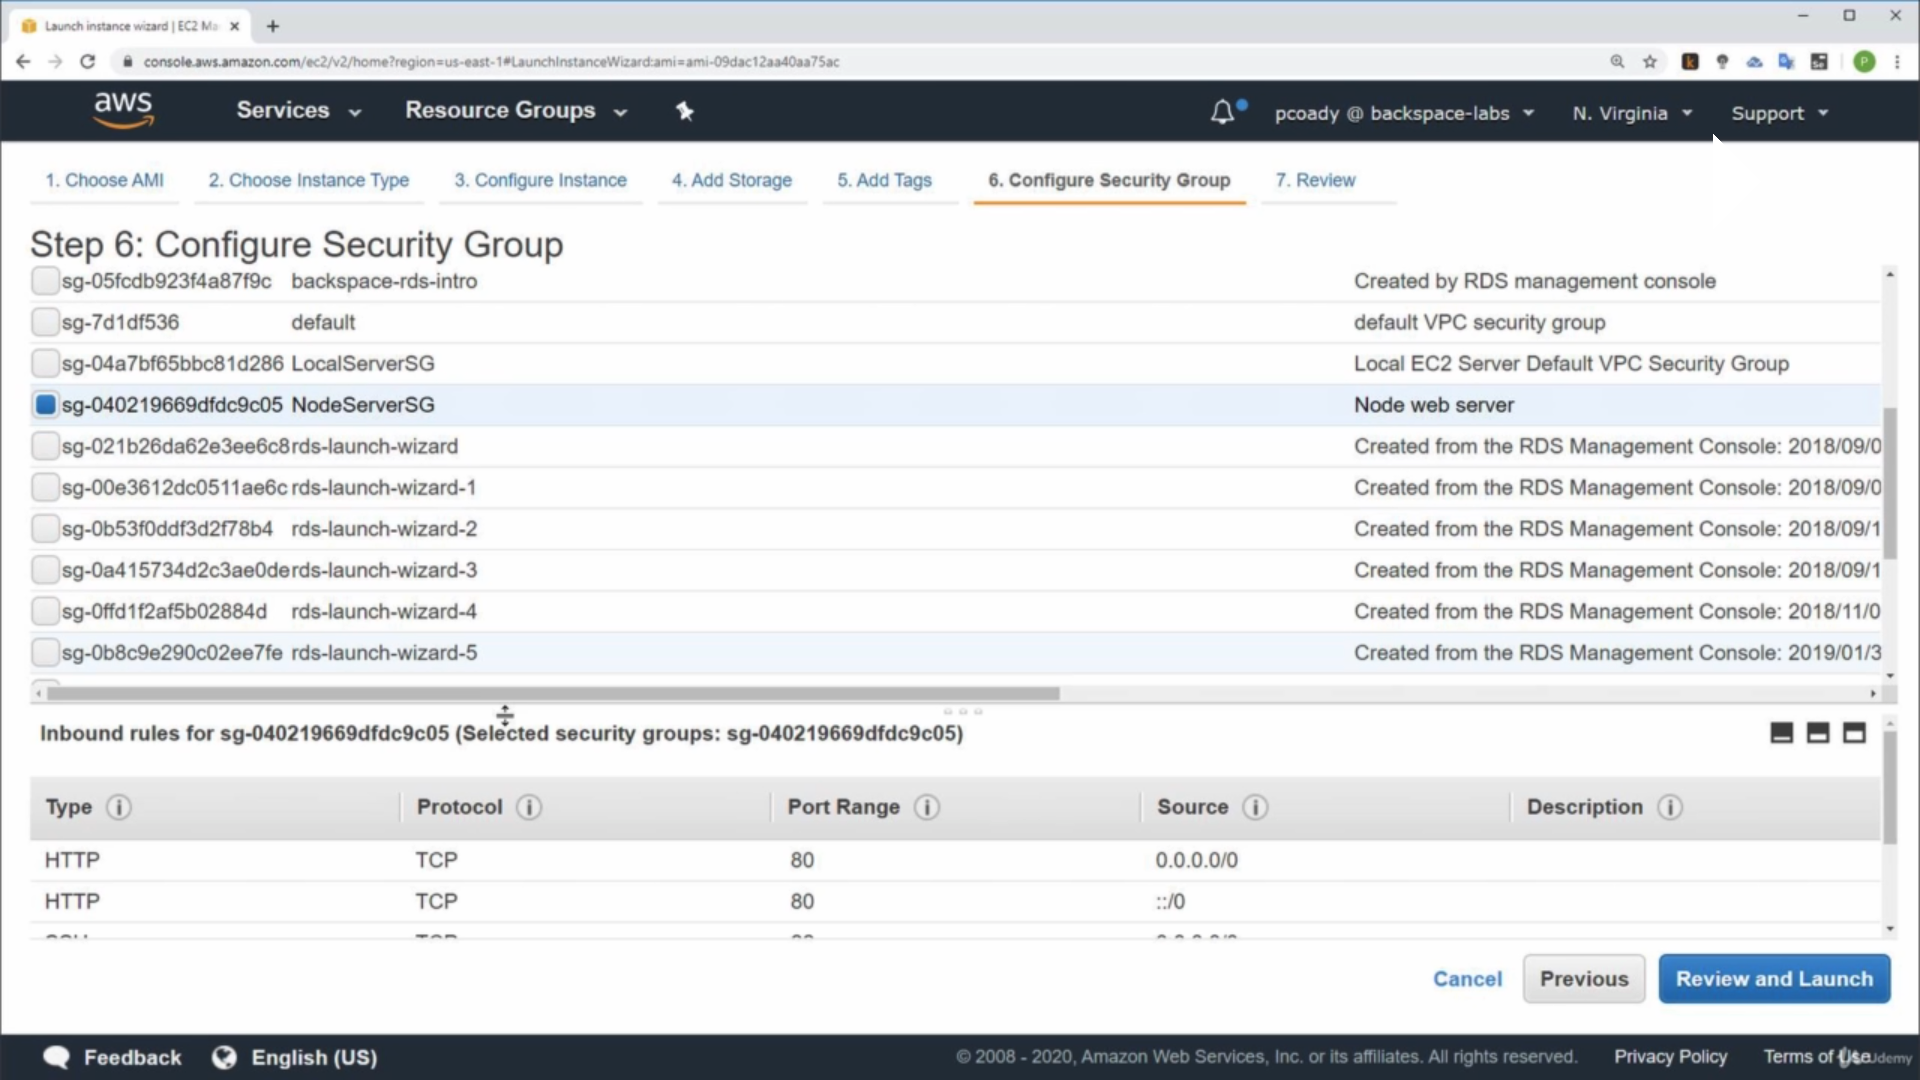 Launch instance wizard | EC2 Ma
console.aws.amazon.com/ec2/v2/home?region=us-east-1#LaunchInstanceWizard:ami=ami-09dac12aa40aa75ac
aws Services Resource Groups pcoady @ backspace-labs N. Virginia Support
1. Choose AMI 2. Choose Instance Type 3. Configure Instance 4. Add Storage 5. Add Tags 6. Configure Security Group 7. Review
Step 6: Configure Security Group
sg-05fcdb923f4a87f9c backspace-rds-intro Created by RDS management console
sg-7d1df536 default default VPC security group
sg-04a7bf65bbc81d286 LocalServerSG Local EC2 Server Default VPC Security Group
sg-040219669dfdc9c05 NodeServerSG Node web server
sg-021b26da62e3ee6c8 rds-launch-wizard Created from the RDS Management Console: 2018/09/0
sg-00e3612dc0511ae6c rds-launch-wizard-1 Created from the RDS Management Console: 2018/09/0
sg-0b53f0ddf3d2f78b4 rds-launch-wizard-2 Created from the RDS Management Console: 2018/09/1
sg-0a415734d2c3ae0de rds-launch-wizard-3 Created from the RDS Management Console: 2018/09/1
sg-0ffd1f2af5b02884d rds-launch-wizard-4 Created from the RDS Management Console: 2018/11/0
sg-0b8c9e290c02ee7fe rds-launch-wizard-5 Created from the RDS Management Console: 2019/01/3
Inbound rules for sg-040219669dfdc9c05 (Selected security groups: sg-040219669dfdc9c05)
Type Protocol Port Range Source Description
HTTP TCP 80 0.0.0.0/0
HTTP TCP 80 ::/0
Cancel Previous Review and Launch
Feedback English (US) © 2008 - 2020, Amazon Web Services, Inc. or its affiliates. All rights reserved. Privacy Policy Terms of Use